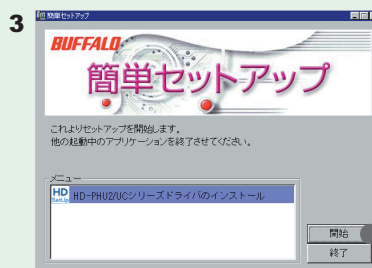 3
簡単セットアップ
BUFFALO
簡単セットアップ
これよりセットアップを開始します。
他の起動中のアプリケーションを終了させてください。
メニュー
HD
SetUp
HD-PHU2/UCシリーズドライバのインストール
開始
終了